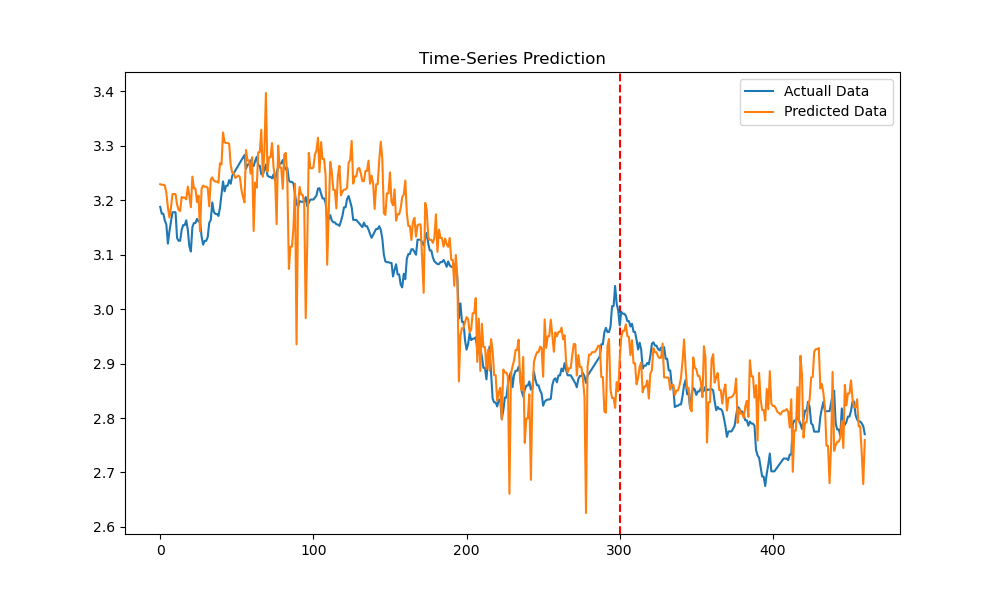 Time-Series Prediction
Actuall Data
Predicted Data
3.4
3.3
3.2
3.1
3.0
2.9
2.8
2.7
2.6
0 100 200 300 400